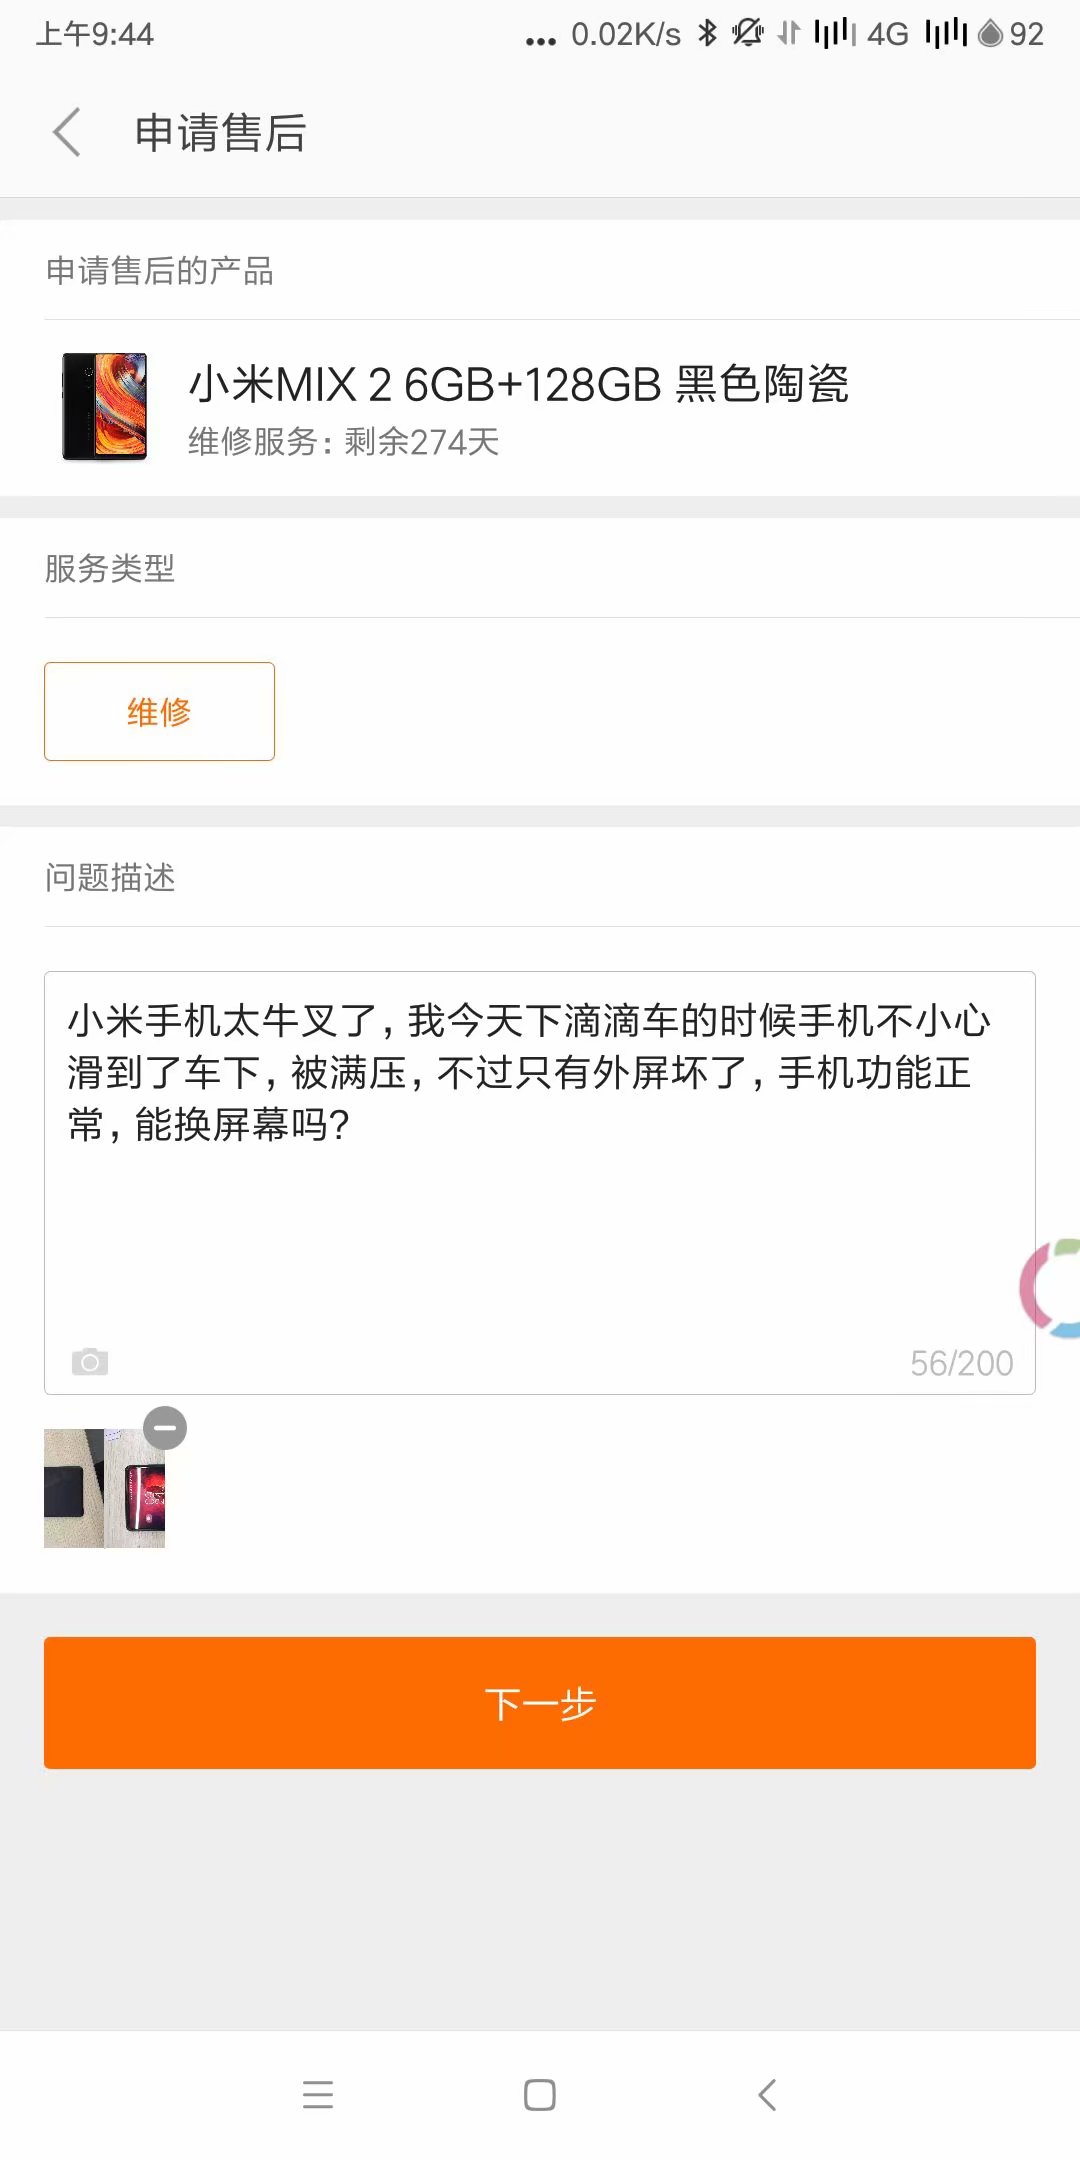 上午9:44
... 0.02K/s 4G 92
申请售后
申请售后的产品
小米MIX 2 6GB+128GB 黑色陶瓷
维修服务: 剩余274天
服务类型
维修
问题描述
小米手机太牛叉了, 我今天下滴滴车的时候手机不小心
滑到了车下, 被满压, 不过只有外屏坏了, 手机功能正
常, 能换屏幕吗?
56/200
下一步